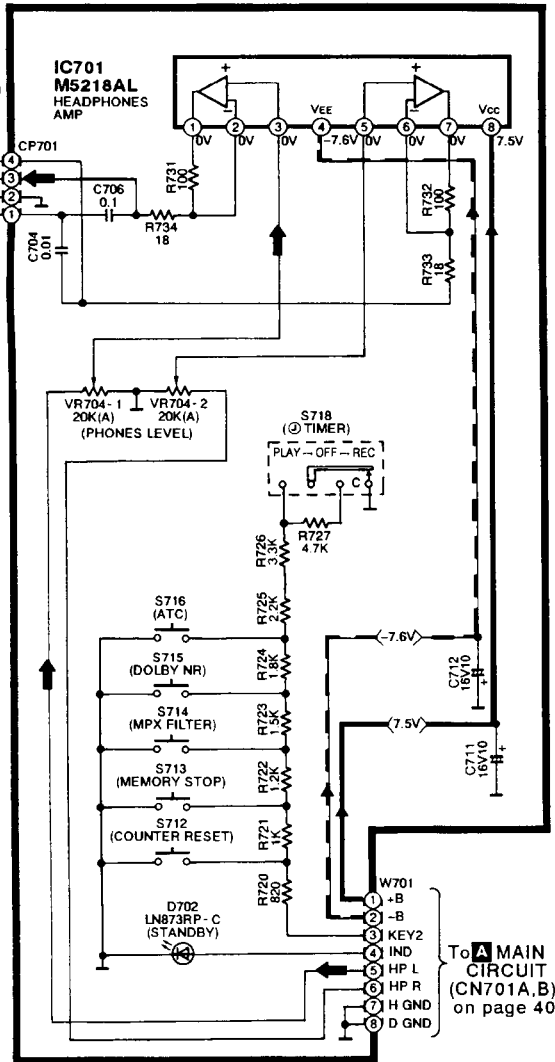 IC701
M5218AL
HEADPHONES
AMP
+
−
+
−
VEE
VCC
1
2
3
4
5
6
7
8
0V
0V
0V
-7.6V
0V
0V
0V
7.5V
CP701
4
3
2
1
C706
0.1
R731
100
R734
18
C704
0.01
R732
100
R733
18
VR704-1
20K(A)
VR704-2
20K(A)
(PHONES LEVEL)
S718
(TIMER)
PLAY↔OFF↔REC
C
R727
4.7K
R726
3.3K
R725
2.2K
S716
(ATC)
R724
1.8K
S715
(DOLBY NR)
R723
1.5K
S714
(MPX FILTER)
R722
1.2K
S713
(MEMORY STOP)
R721
1K
S712
(COUNTER RESET)
R720
820
-7.6V
C712
16V10
+
7.5V
C711
16V10
+
D702
LN873RP-C
(STANDBY)
W701
1 +B
2 -B
3 KEY2
4 IND
5 HP L
6 HP R
7 H GND
8 D GND
To A MAIN
CIRCUIT
(CN701A,B)
on page 40